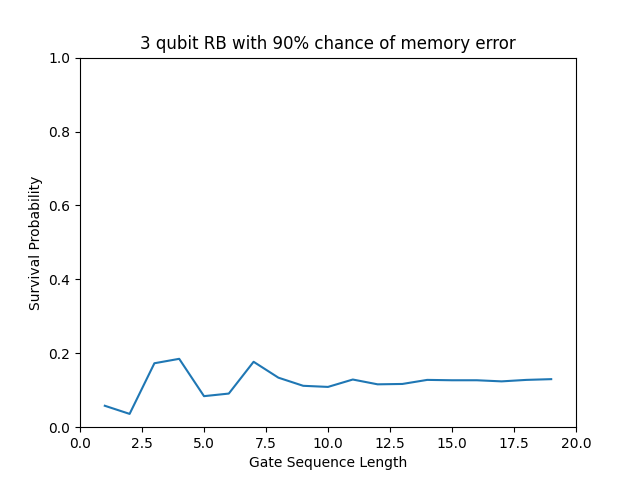 3 qubit RB with 90% chance of memory error
1.0
0.8
0.6
0.4
0.2
0.0
Survival Probability
0.0 2.5 5.0 7.5 10.0 12.5 15.0 17.5 20.0
Gate Sequence Length